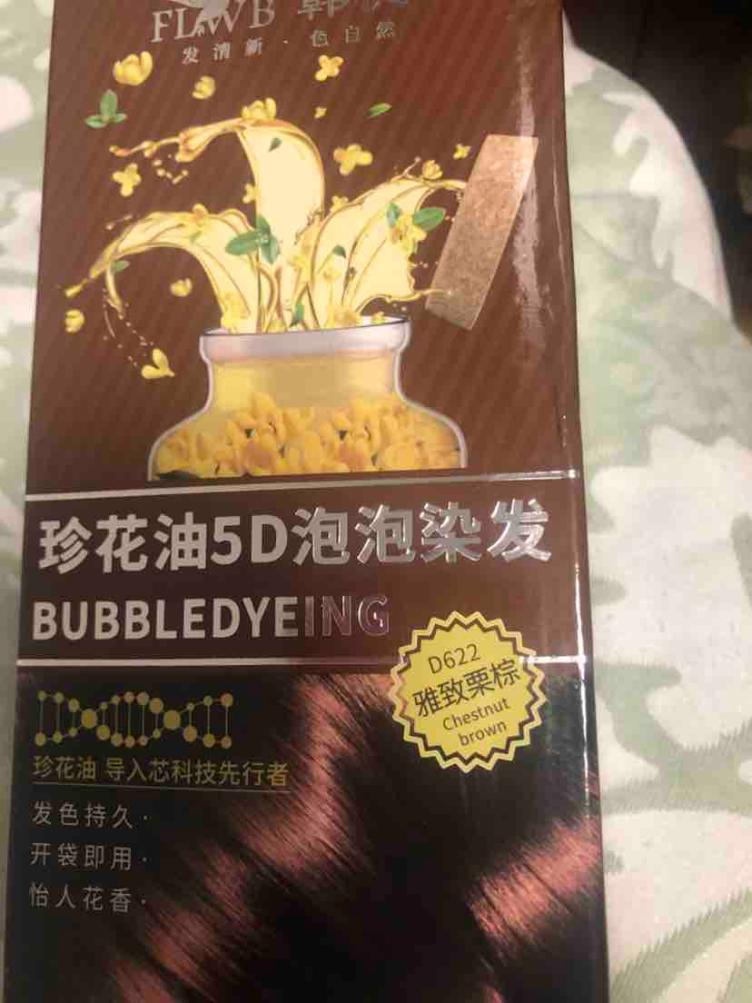 FLWB
发清新·色自然
珍花油5D泡泡染发
BUBBLEDYEING
D622
雅致栗棕
Chestnut
brown
珍花油 导入芯科技先行者
发色持久·
开袋即用·
怡人花香·